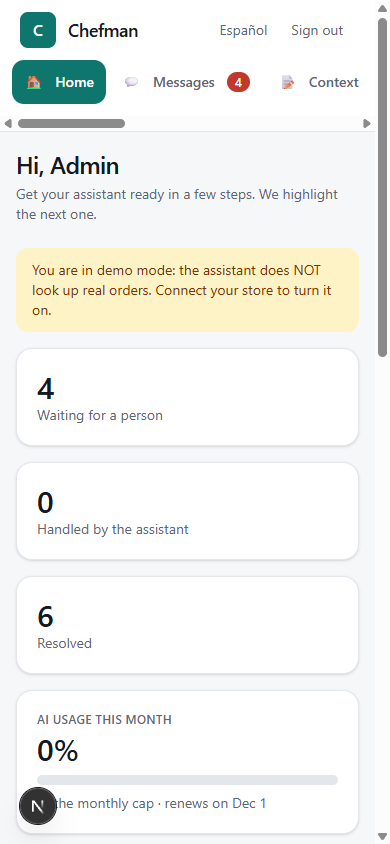 C Chefman Español Sign out
Home Messages 4 Context
Hi, Admin
Get your assistant ready in a few steps. We highlight
the next one.
You are in demo mode: the assistant does NOT
look up real orders. Connect your store to turn it
on.
4
Waiting for a person
0
Handled by the assistant
6
Resolved
AI USAGE THIS MONTH
0%
N the monthly cap · renews on Dec 1